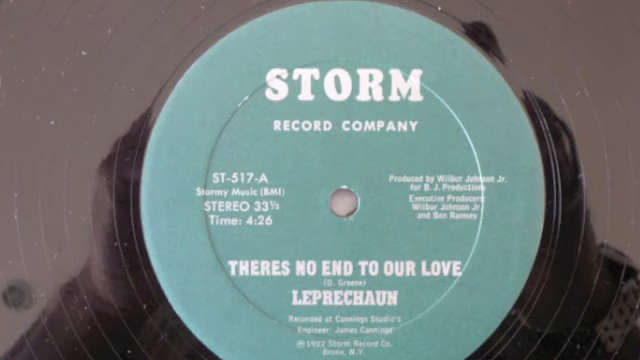 STORM
RECORD COMPANY
ST-517-A
Stormy Music (BMI)
STEREO 33⅓
Time: 4:26
Produced by Wilbur Johnson Jr.
for B. J. Productions
Executive Producers
Wilbur Johnson Jr.
and Ben Ramsey
THERES NO END TO OUR LOVE
(D. Greene)
LEPRECHAUN
Recorded at Cannings Studio's
Engineer: James Cannings
℗ 1982 Storm Record Co.
Bronx, N.Y.